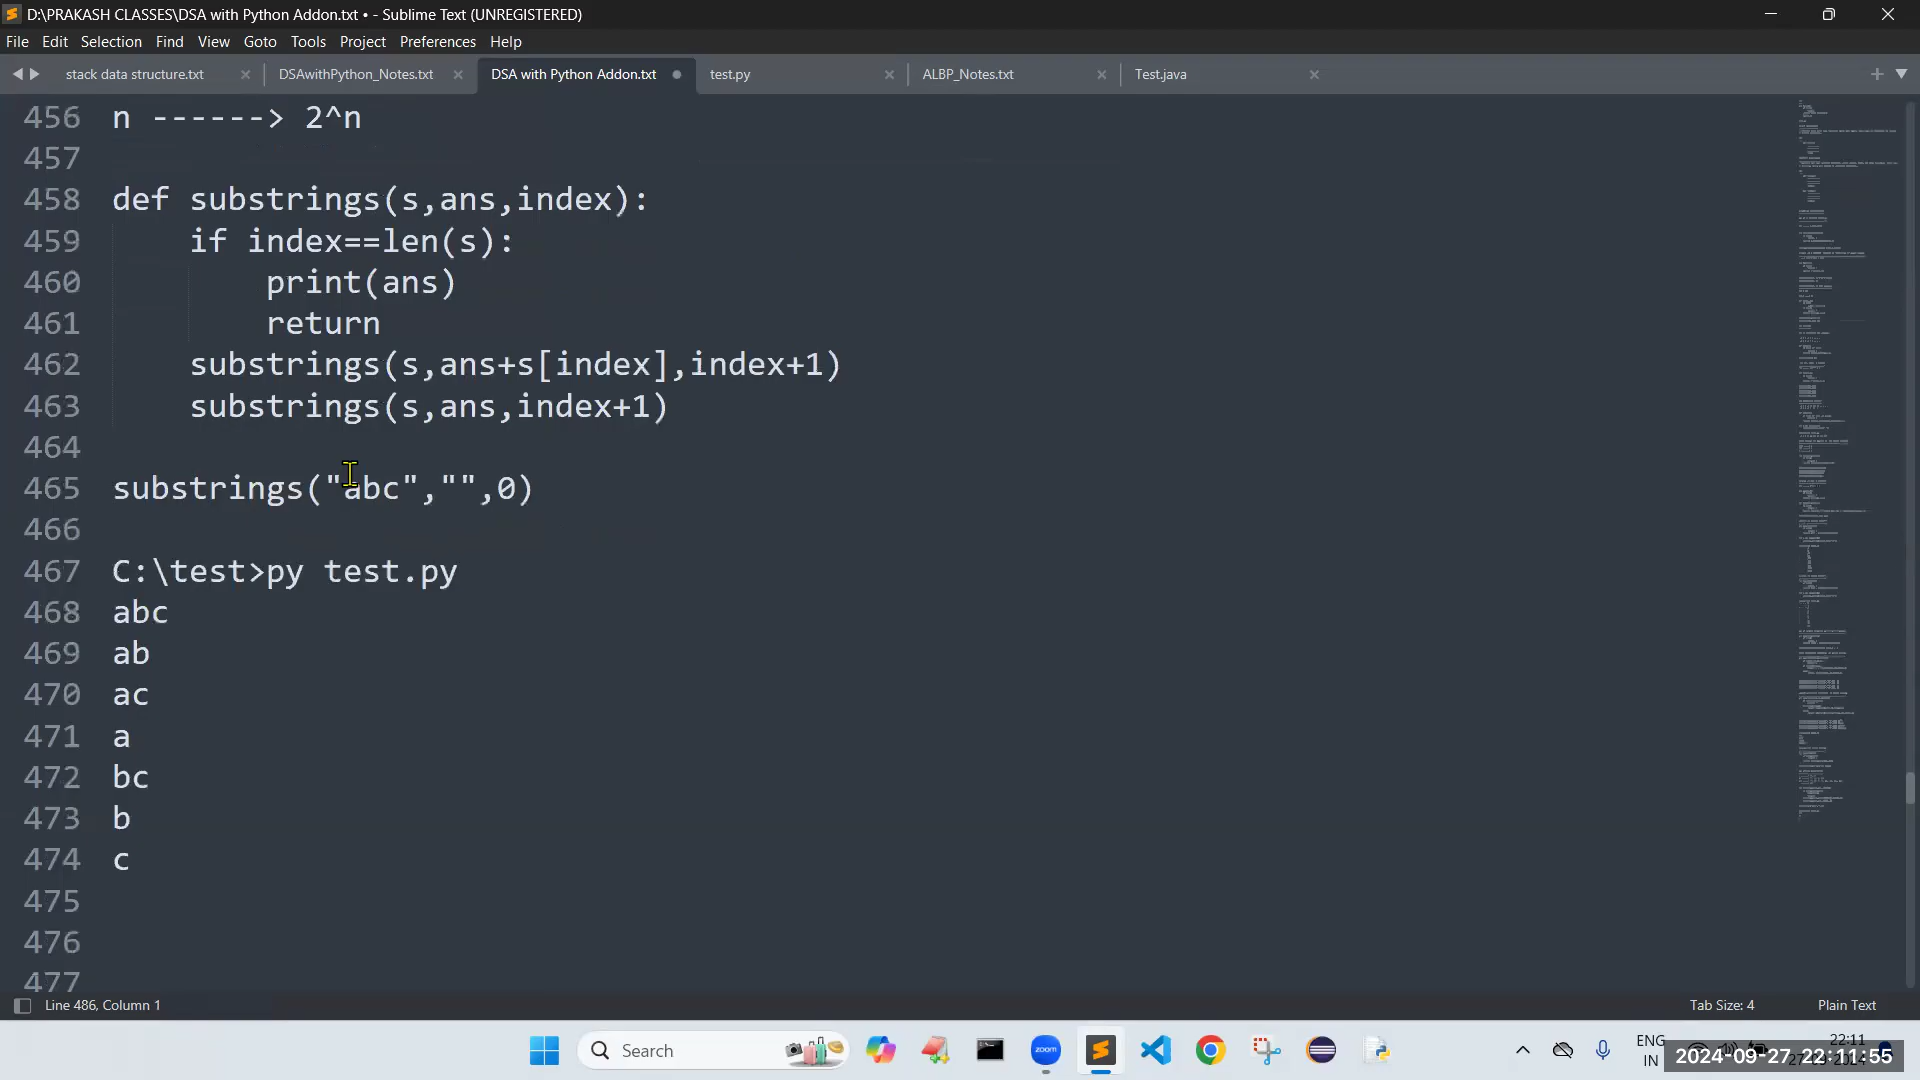 D:\PRAKASH CLASSES\DSA with Python Addon.txt • - Sublime Text (UNREGISTERED)
File Edit Selection Find View Goto Tools Project Preferences Help
stack data structure.txt DSAwithPython_Notes.txt DSA with Python Addon.txt test.py ALBP_Notes.txt Test.java
456 n ------> 2^n
457
458 def substrings(s,ans,index):
459 if index==len(s):
460 print(ans)
461 return
462 substrings(s,ans+s[index],index+1)
463 substrings(s,ans,index+1)
464
465 substrings("abc","",0)
466
467 C:\test>py test.py
468 abc
469 ab
470 ac
471 a
472 bc
473 b
474 c
475
476
477
Line 486, Column 1 Tab Size: 4 Plain Text
Search zoom ENG 22:11
IN 2024-09-27 22:11:55